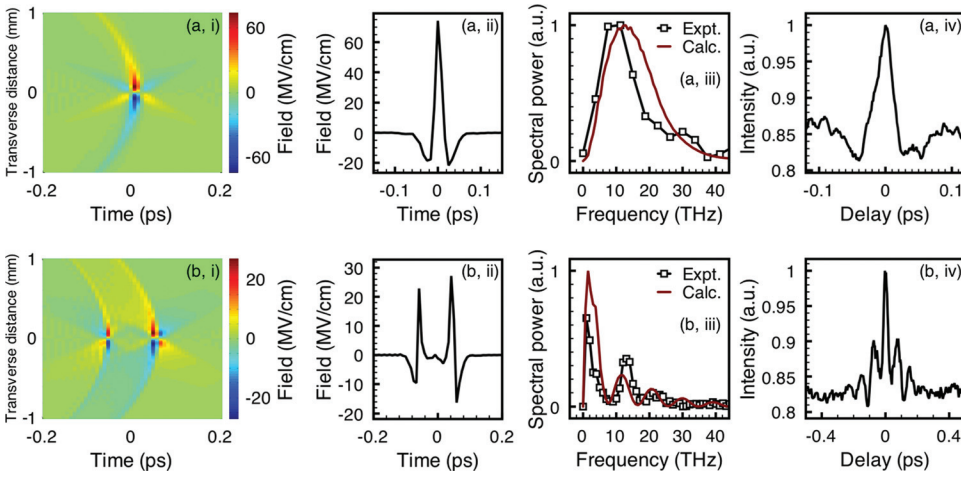 Transverse distance (mm)
1
0
-1
-0.2
0
0.2
Time (ps)
(a, i)
60
0
-60
Field (MV/cm)
Field (MV/cm)
60
40
20
0
-20
-0.1
0.0
0.1
Time (ps)
(a, ii)
Spectral power (a.u.)
1
0
0
10
20
30
40
Frequency (THz)
Expt.
Calc.
(a, iii)
Intensity (a.u.)
1
0.95
0.9
0.85
0.8
-0.1
0
0.1
Delay (ps)
(a, iv)
Transverse distance (mm)
1
0
-1
-0.2
0
0.2
Time (ps)
(b, i)
20
0
-20
Field (MV/cm)
Field (MV/cm)
30
20
10
0
-10
-20
-0.2
0.0
0.2
Time (ps)
(b, ii)
Spectral power (a.u.)
1
0
0
10
20
30
40
Frequency (THz)
Expt.
Calc.
(b, iii)
Intensity (a.u.)
1
0.95
0.9
0.85
0.8
-0.4
0
0.4
Delay (ps)
(b, iv)